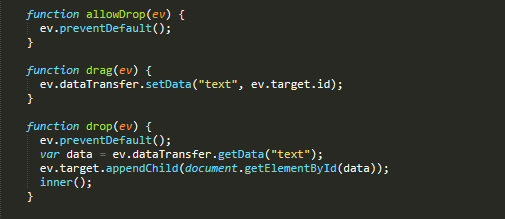 function allowDrop(ev) {
  ev.preventDefault();
}

function drag(ev) {
  ev.dataTransfer.setData("text", ev.target.id);
}

function drop(ev) {
  ev.preventDefault();
  var data = ev.dataTransfer.getData("text");
  ev.target.appendChild(document.getElementById(data));
  inner();
}